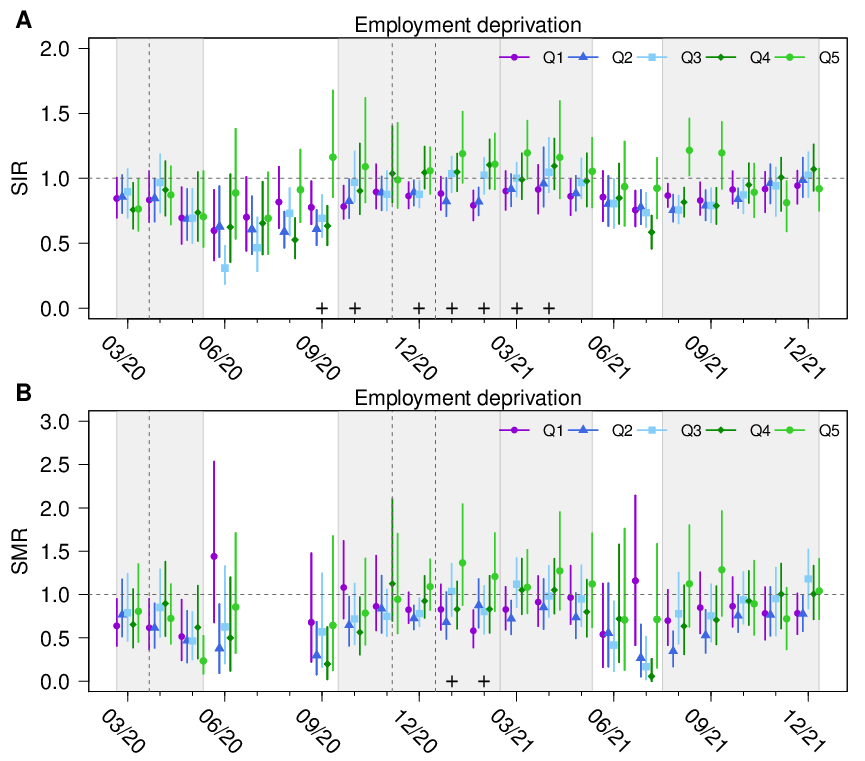 A
Employment deprivation
Q1 Q2 Q3 Q4 Q5
SIR
2.0
1.5
1.0
0.5
0.0
+ + + + + + + 
03/20 06/20 09/20 12/20 03/21 06/21 09/21 12/21
B
Employment deprivation
Q1 Q2 Q3 Q4 Q5
SMR
3.0
2.5
2.0
1.5
1.0
0.5
0.0
+ +
03/20 06/20 09/20 12/20 03/21 06/21 09/21 12/21